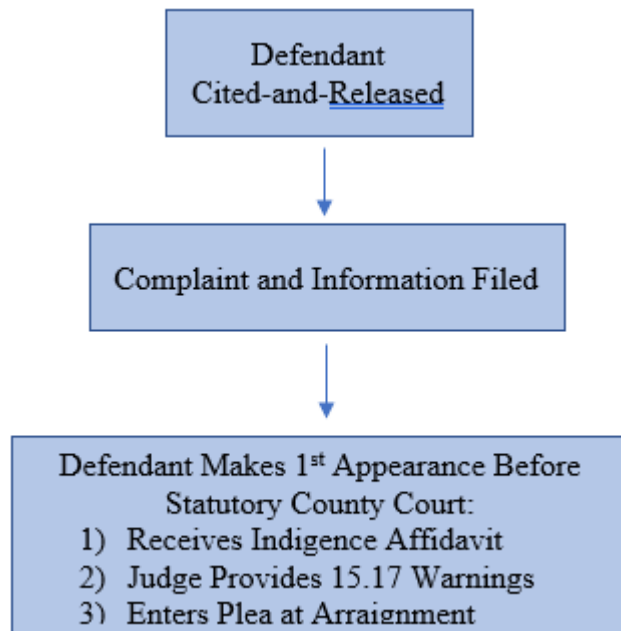 Defendant
Cited-and-Released
Complaint and Information Filed
Defendant Makes 1st Appearance Before
Statutory County Court:
1) Receives Indigence Affidavit
2) Judge Provides 15.17 Warnings
3) Enters Plea at Arraignment